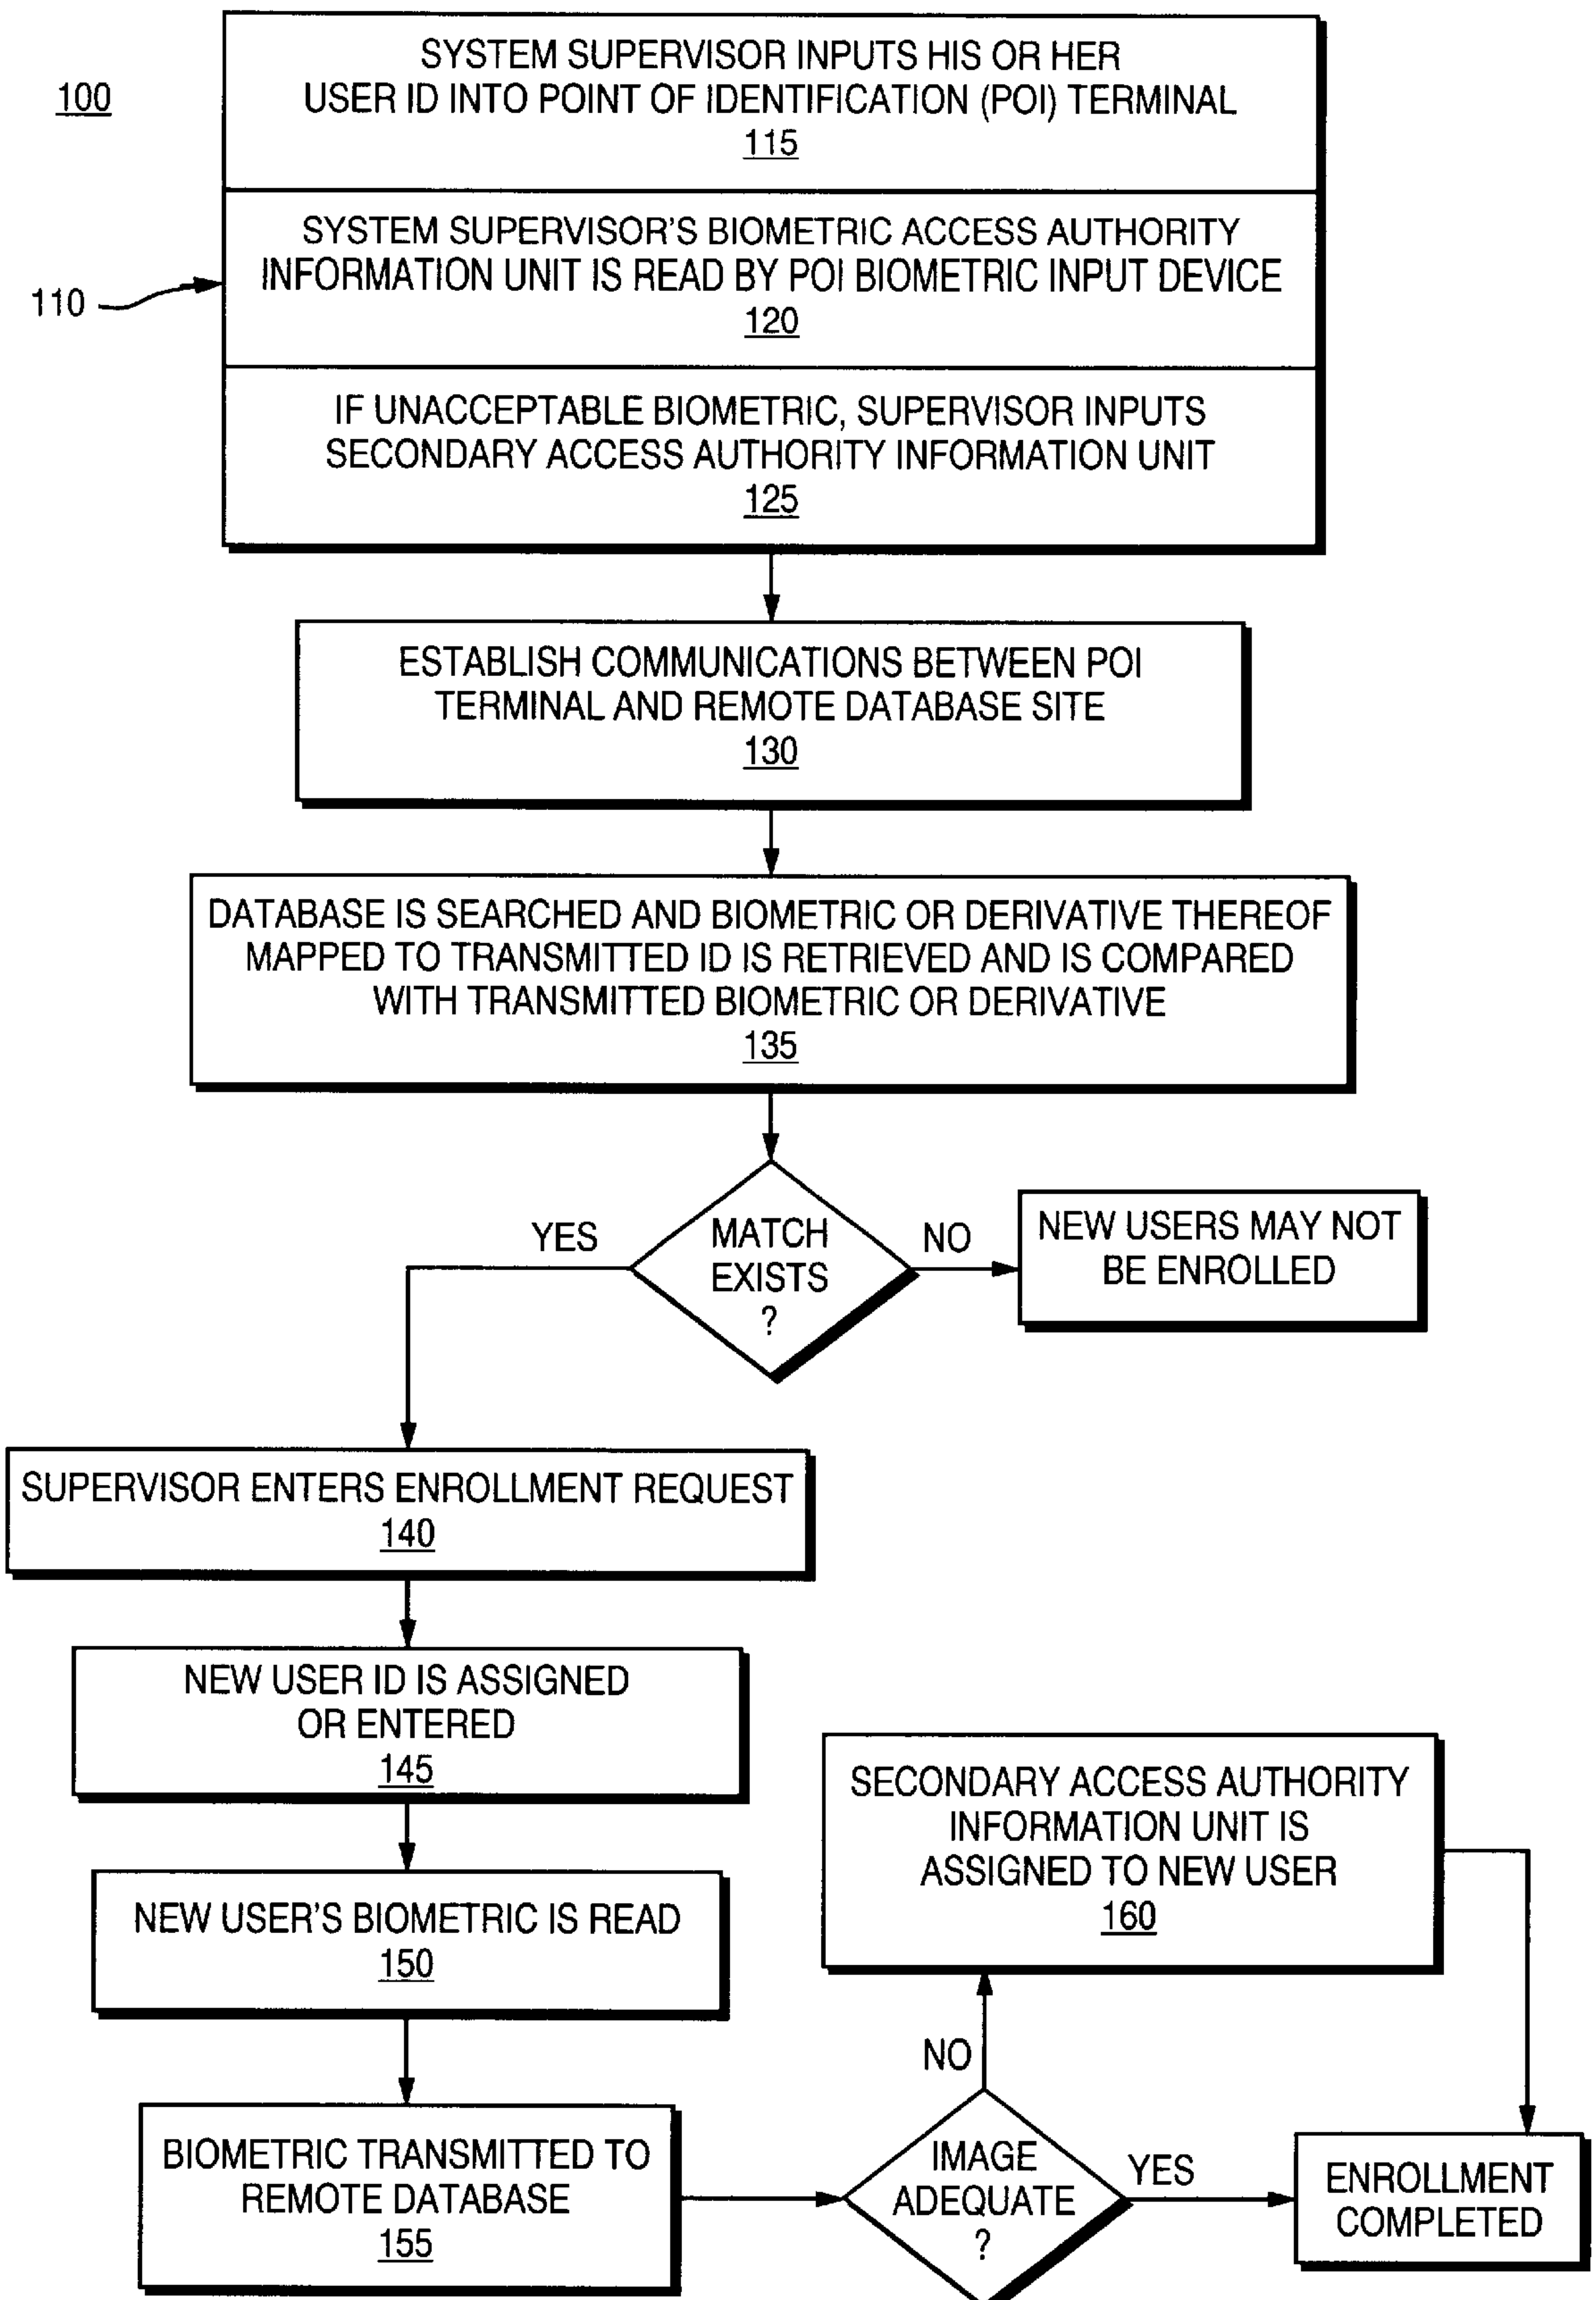 100
SYSTEM SUPERVISOR INPUTS HIS OR HER
USER ID INTO POINT OF IDENTIFICATION (POI) TERMINAL
115
SYSTEM SUPERVISOR'S BIOMETRIC ACCESS AUTHORITY
INFORMATION UNIT IS READ BY POI BIOMETRIC INPUT DEVICE
120
110
IF UNACCEPTABLE BIOMETRIC, SUPERVISOR INPUTS
SECONDARY ACCESS AUTHORITY INFORMATION UNIT
125
ESTABLISH COMMUNICATIONS BETWEEN POI
TERMINAL AND REMOTE DATABASE SITE
130
DATABASE IS SEARCHED AND BIOMETRIC OR DERIVATIVE THEREOF
MAPPED TO TRANSMITTED ID IS RETRIEVED AND IS COMPARED
WITH TRANSMITTED BIOMETRIC OR DERIVATIVE
135
YES
MATCH
EXISTS
?
NO
NEW USERS MAY NOT
BE ENROLLED
SUPERVISOR ENTERS ENROLLMENT REQUEST
140
NEW USER ID IS ASSIGNED
OR ENTERED
145
NEW USER'S BIOMETRIC IS READ
150
BIOMETRIC TRANSMITTED TO
REMOTE DATABASE
155
IMAGE
ADEQUATE
?
NO
SECONDARY ACCESS AUTHORITY
INFORMATION UNIT IS
ASSIGNED TO NEW USER
160
YES
ENROLLMENT
COMPLETED